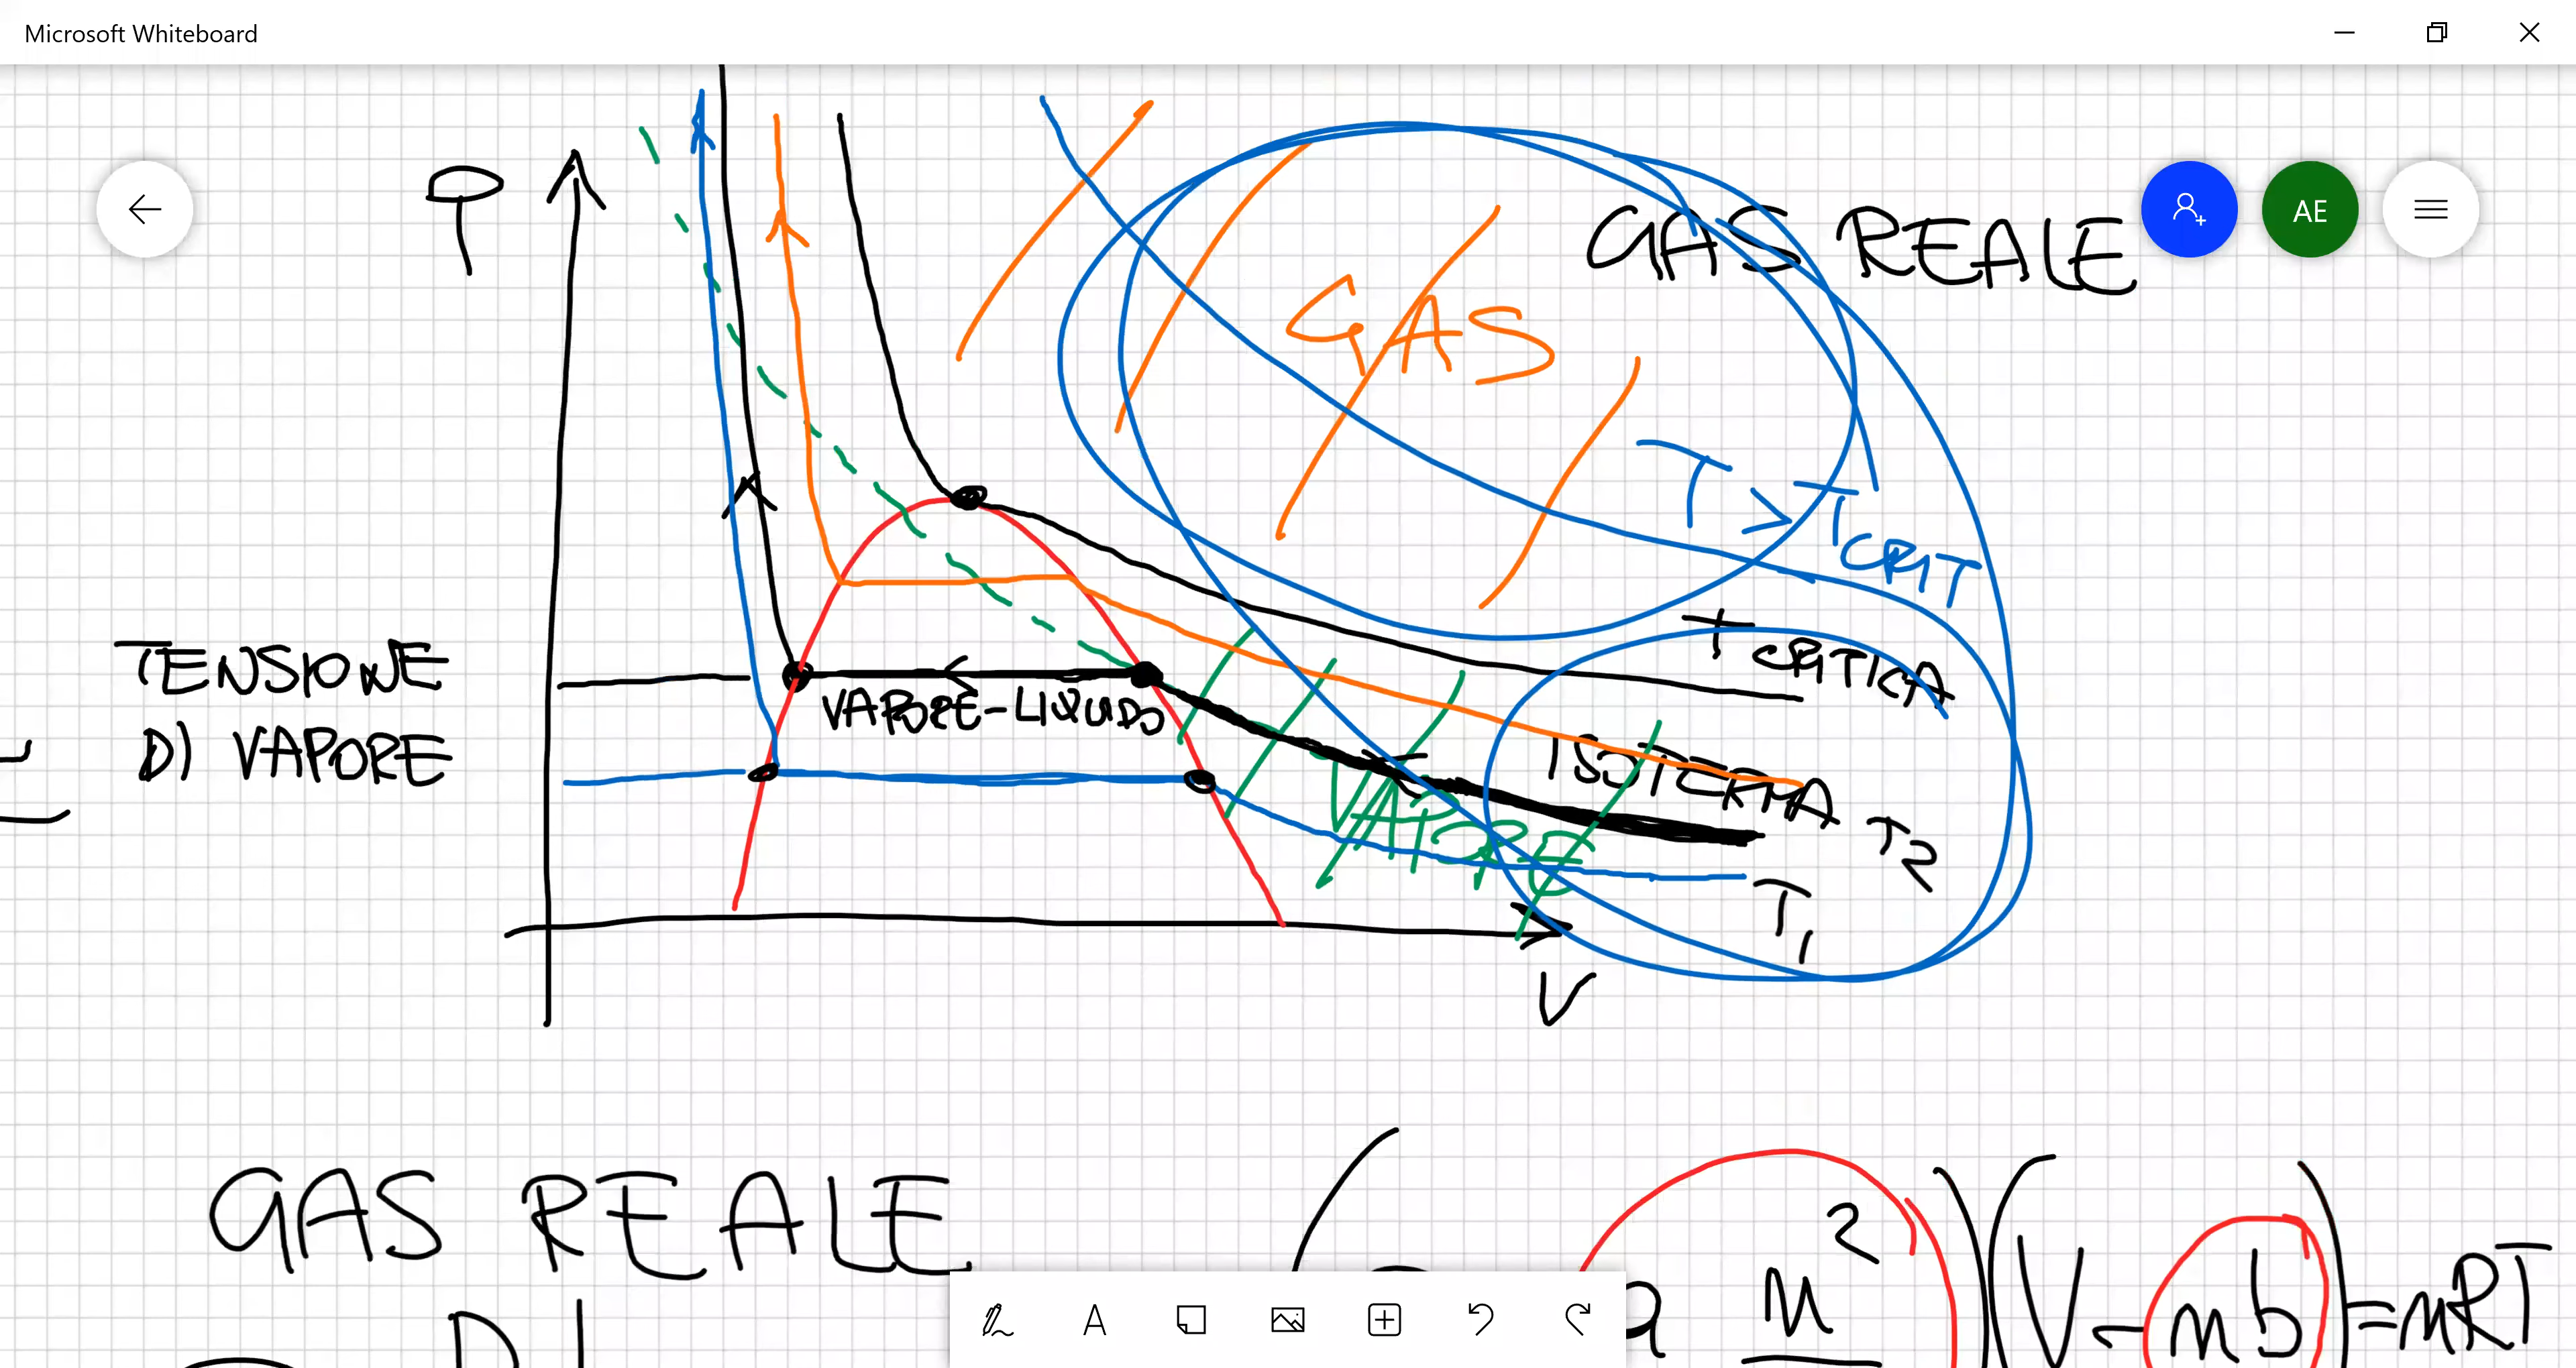 Microsoft Whiteboard
P
GAS REALE
AE
GAS
T > T CRIT
T CRITICA
TENSIONE
DI VAPORE
VAPORE-LIQUIDO
ISOTERMA T2
VAPORE
T1
V
GAS REALE
a n2
(V-nb)=nRT